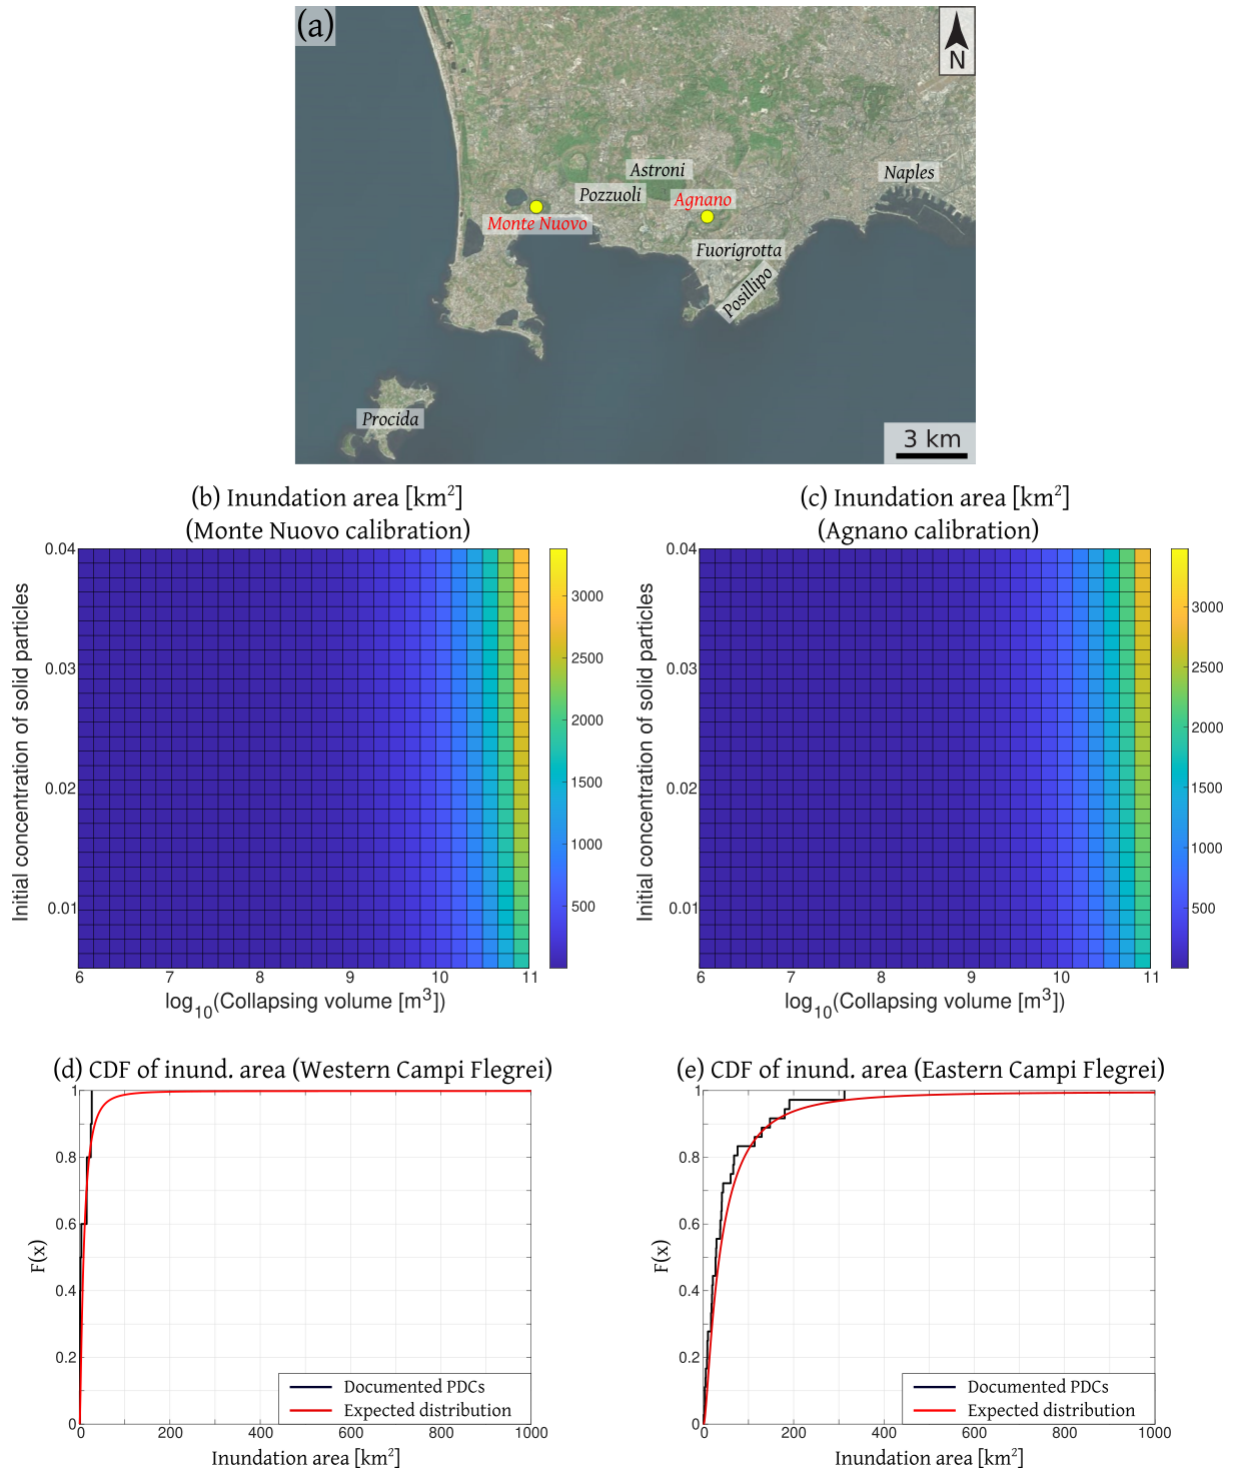 (a)
N
Astroni
Naples
Pozzuoli
Agnano
Monte Nuovo
Fuorigrotta
Posillipo
Procida
3 km
(b) Inundation area [km²]
(Monte Nuovo calibration)
0.04
0.03
0.02
0.01
Initial concentration of solid particles
6 7 8 9 10 11
log₁₀(Collapsing volume [m³])
3000
2500
2000
1500
1000
500
(c) Inundation area [km²]
(Agnano calibration)
0.04
0.03
0.02
0.01
Initial concentration of solid particles
6 7 8 9 10 11
log₁₀(Collapsing volume [m³])
3000
2500
2000
1500
1000
500
(d) CDF of inund. area (Western Campi Flegrei)
1
0.8
0.6
0.4
0.2
0
F(x)
Documented PDCs
Expected distribution
0 200 400 600 800 1000
Inundation area [km²]
(e) CDF of inund. area (Eastern Campi Flegrei)
1
0.8
0.6
0.4
0.2
0
F(x)
Documented PDCs
Expected distribution
0 200 400 600 800 1000
Inundation area [km²]